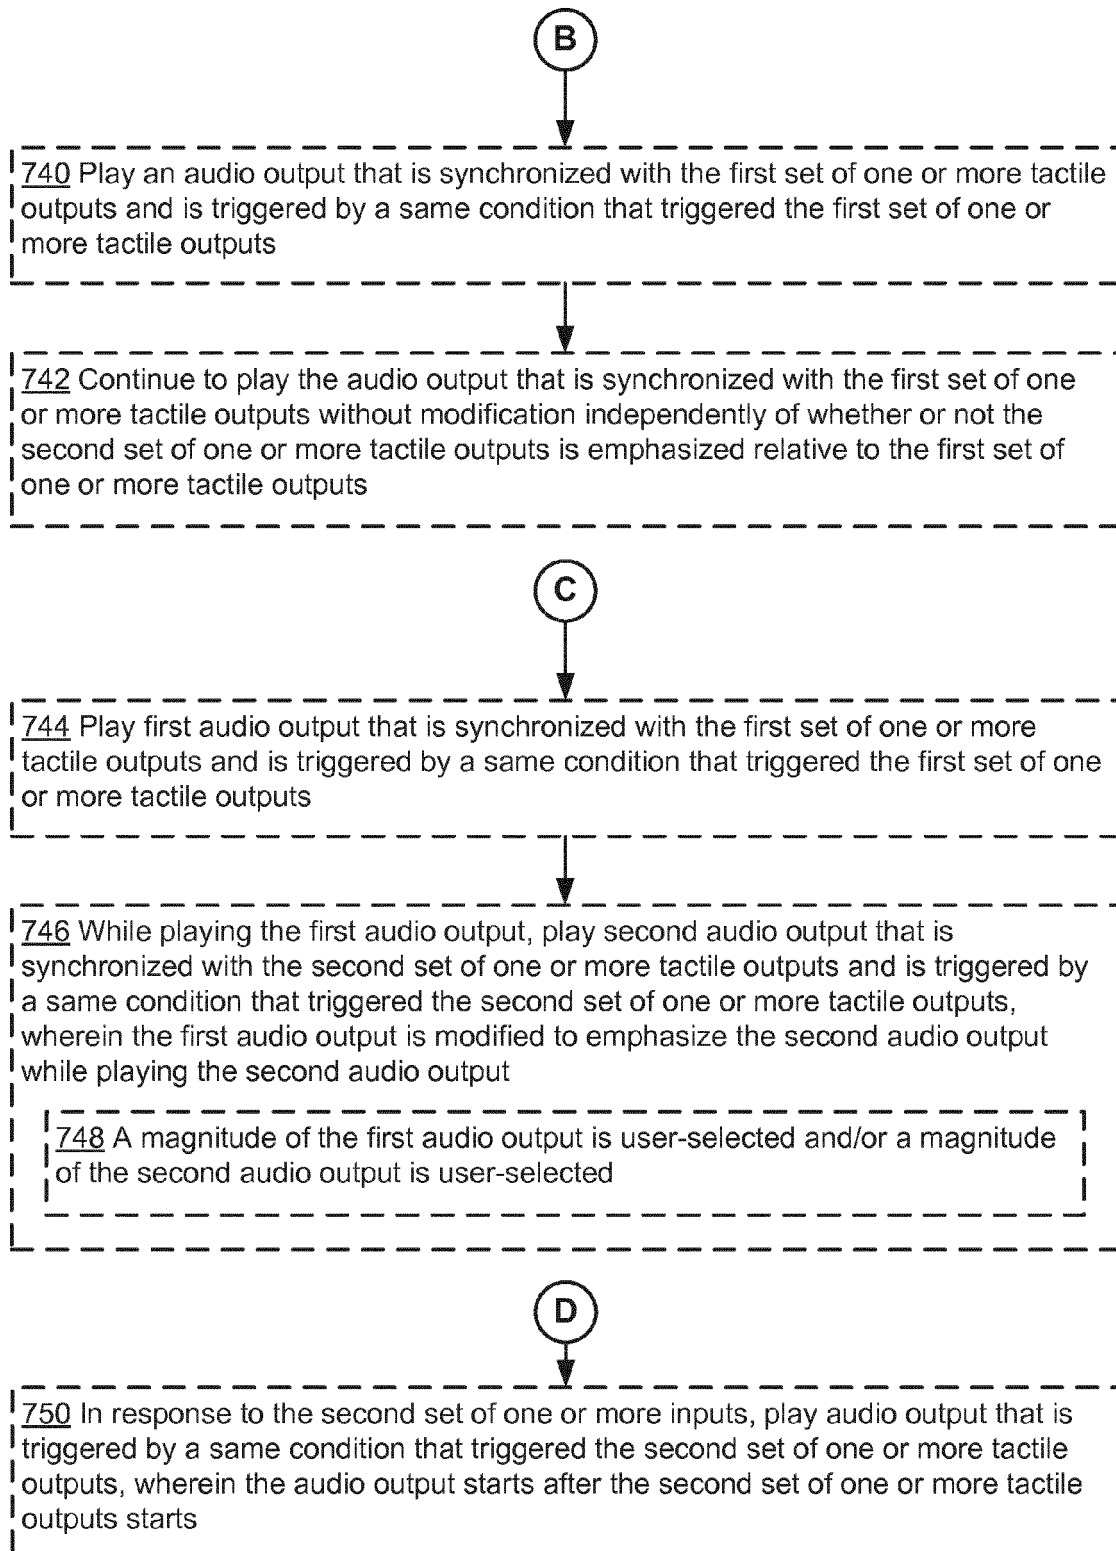 B
740 Play an audio output that is synchronized with the first set of one or more tactile
outputs and is triggered by a same condition that triggered the first set of one or
more tactile outputs
742 Continue to play the audio output that is synchronized with the first set of one
or more tactile outputs without modification independently of whether or not the
second set of one or more tactile outputs is emphasized relative to the first set of
one or more tactile outputs
C
744 Play first audio output that is synchronized with the first set of one or more
tactile outputs and is triggered by a same condition that triggered the first set of one
or more tactile outputs
746 While playing the first audio output, play second audio output that is
synchronized with the second set of one or more tactile outputs and is triggered by
a same condition that triggered the second set of one or more tactile outputs,
wherein the first audio output is modified to emphasize the second audio output
while playing the second audio output
748 A magnitude of the first audio output is user-selected and/or a magnitude
of the second audio output is user-selected
D
750 In response to the second set of one or more inputs, play audio output that is
triggered by a same condition that triggered the second set of one or more tactile
outputs, wherein the audio output starts after the second set of one or more tactile
outputs starts